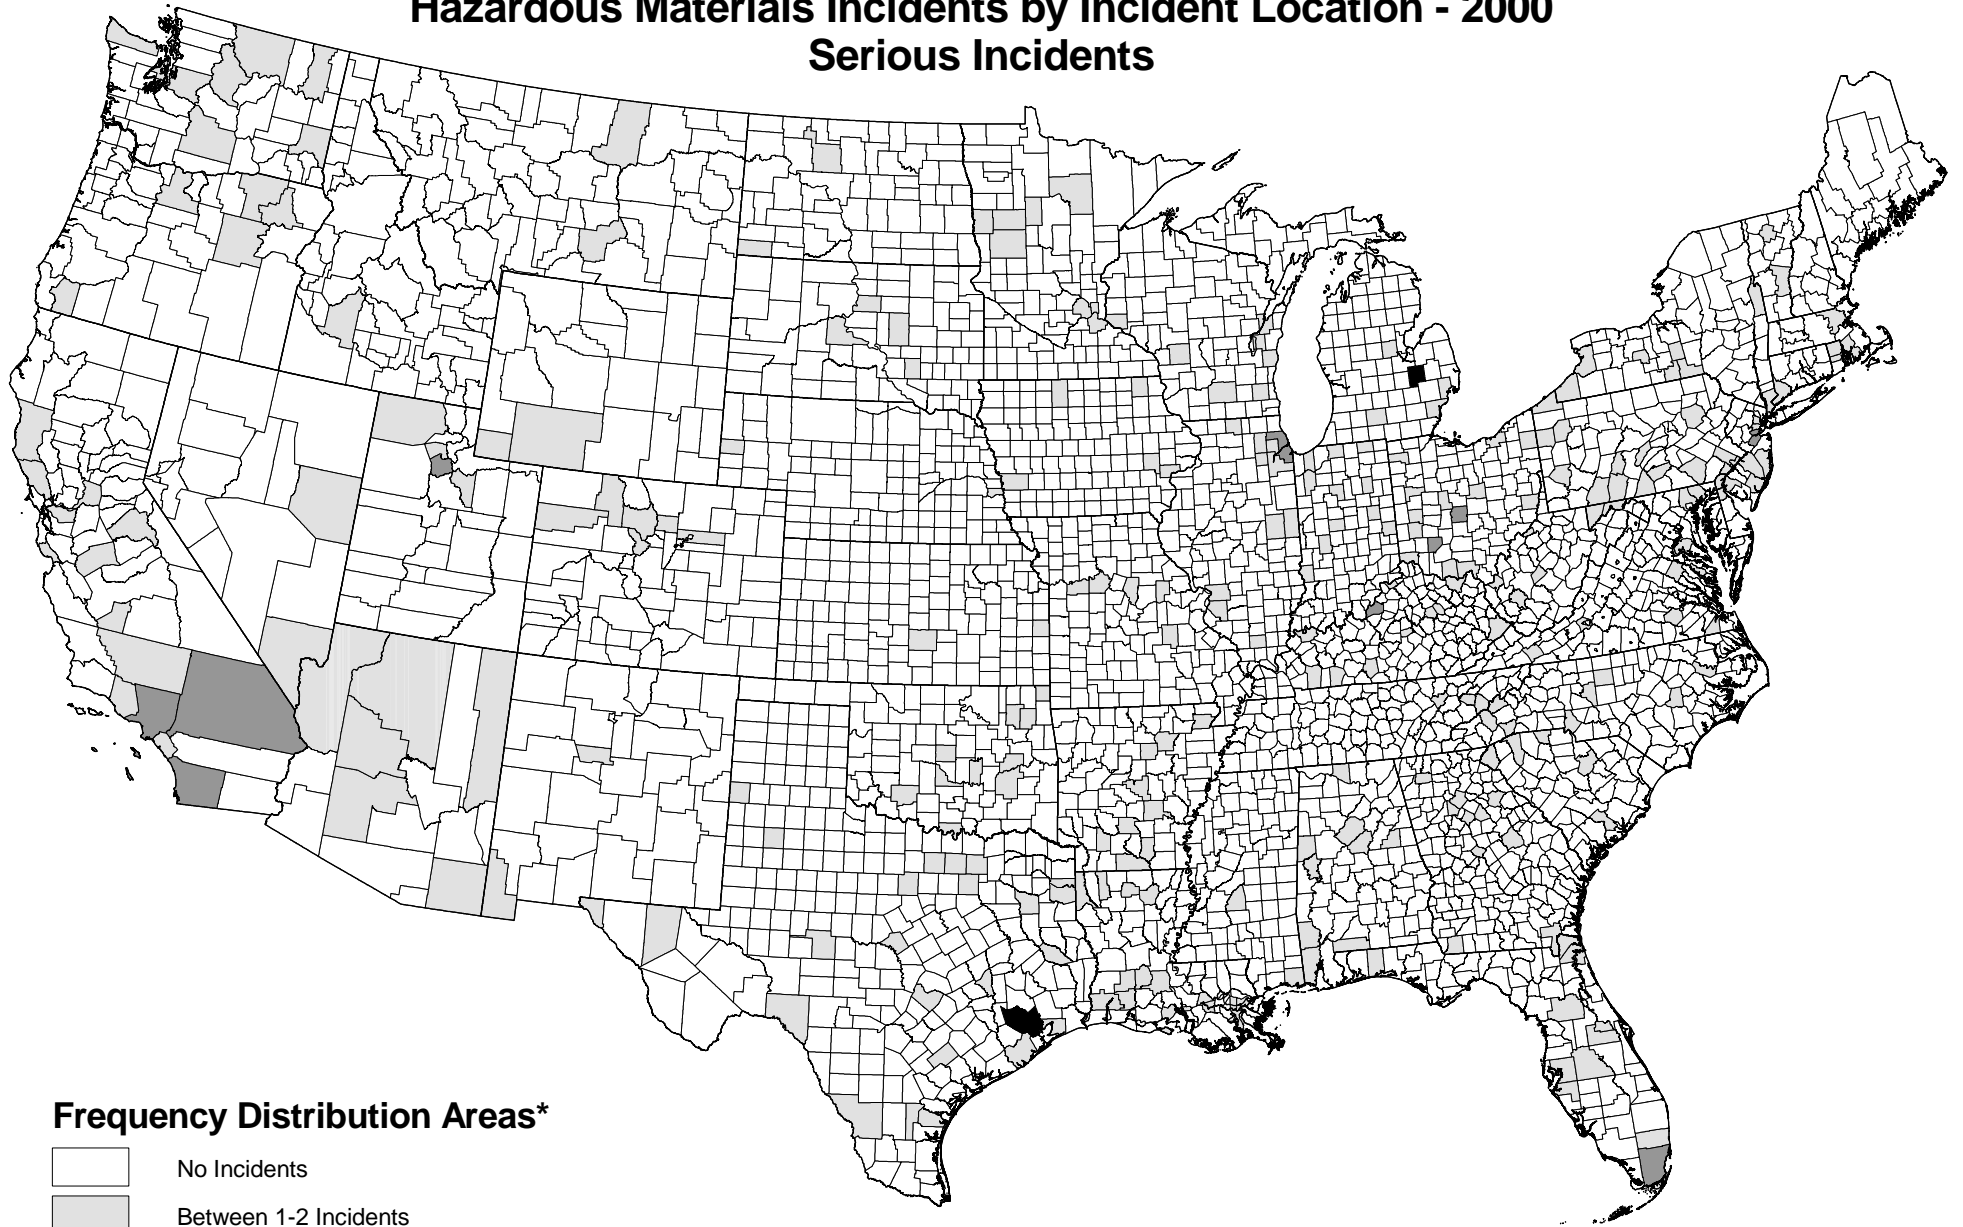 Hazardous Materials Incidents by Incident Location - 2000
Serious Incidents
Frequency Distribution Areas*
No Incidents
Between 1-2 Incidents